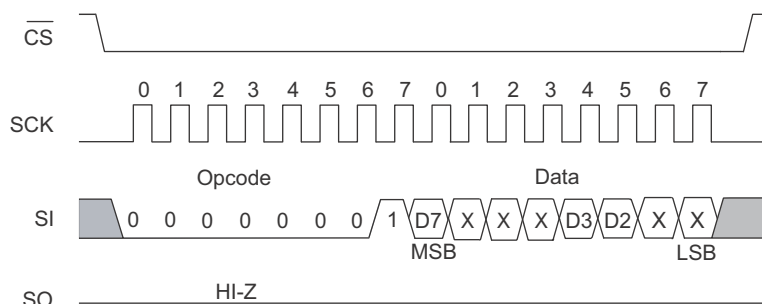 CS
0 1 2 3 4 5 6 7 0 1 2 3 4 5 6 7
SCK
Opcode Data
SI 0 0 0 0 0 0 0 1 D7 X X X D3 D2 X X
MSB LSB
HI-Z
SO